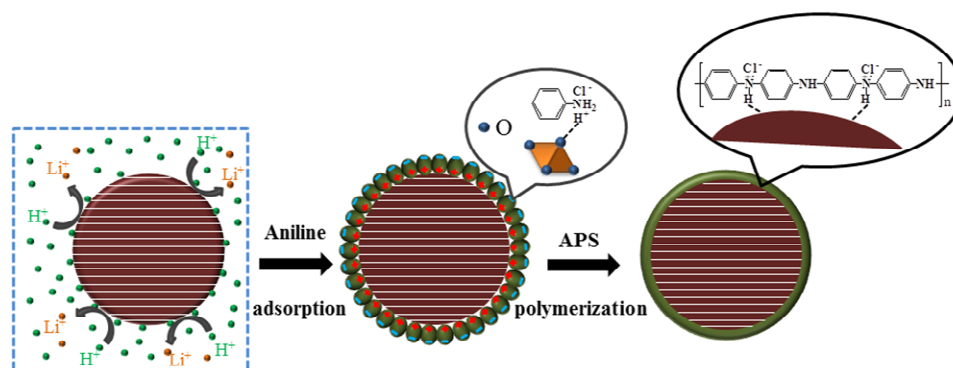 H⁺
Li⁺
Li⁺
H⁺
Li⁺
H⁺
Li⁺
H⁺
Aniline
adsorption
O
Cl⁻
NH₂
H⁺
APS
polymerization
Cl⁻ Cl⁻
N NH N NH
H H
n